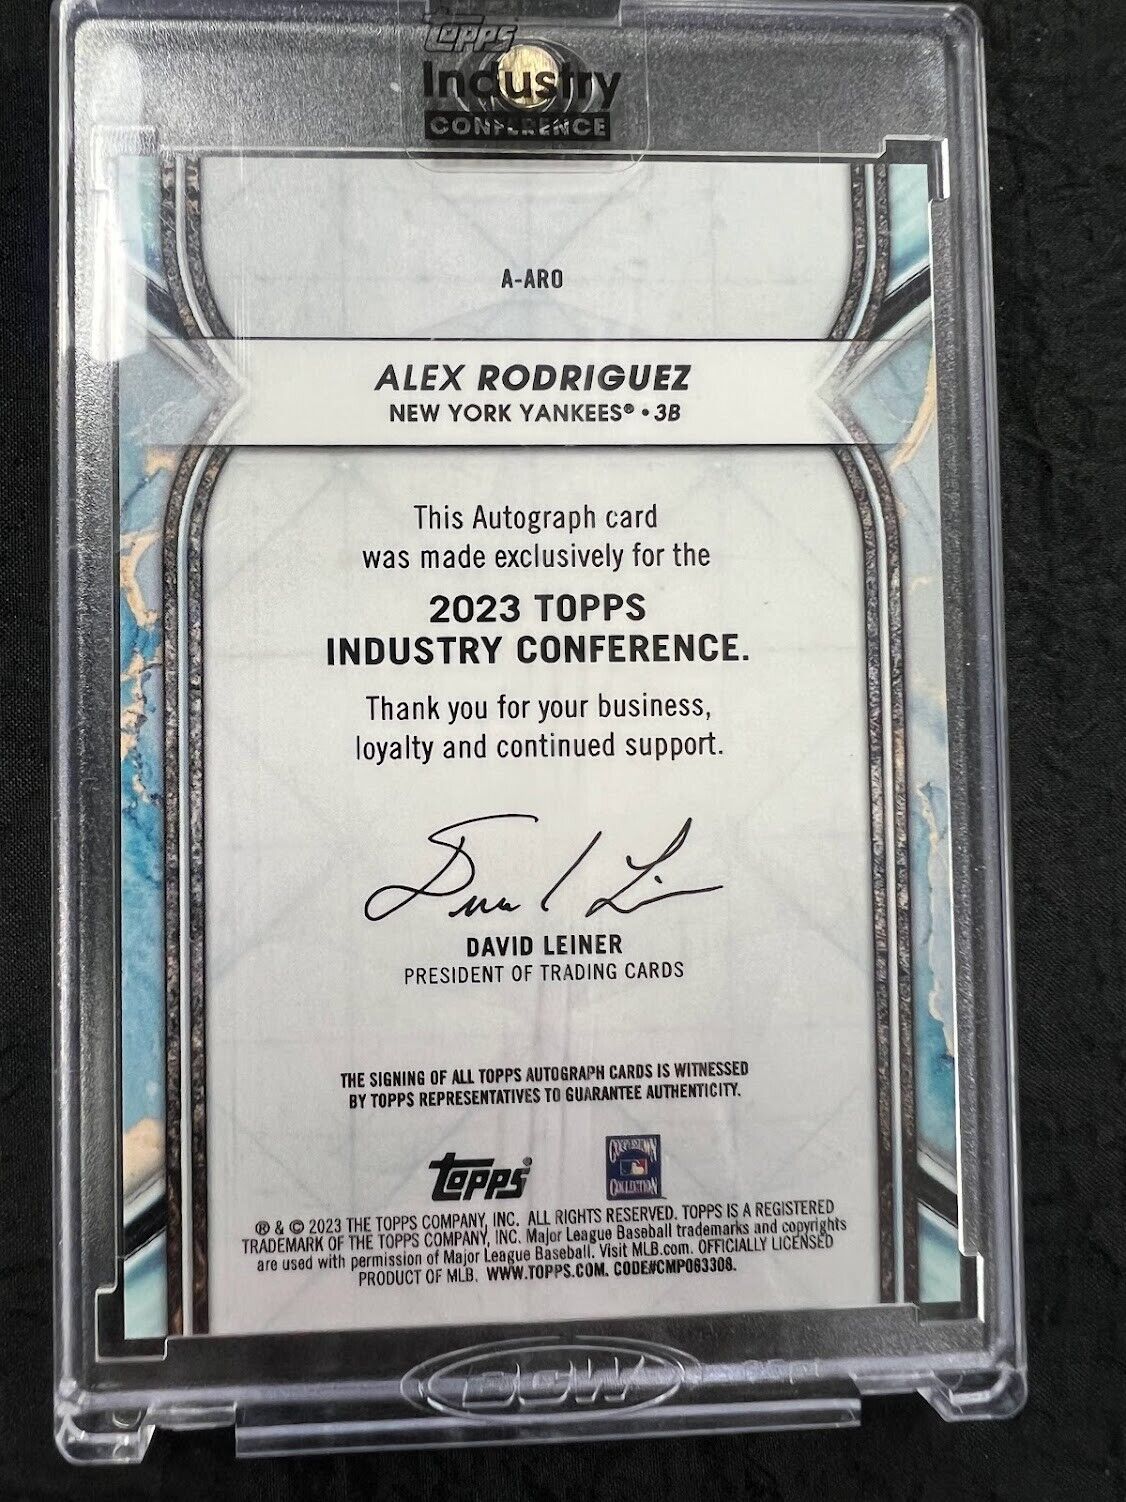 Topps
Industry
CONFERENCE
A-ARO
ALEX RODRIGUEZ
NEW YORK YANKEES® • 3B
This Autograph card
was made exclusively for the
2023 TOPPS
INDUSTRY CONFERENCE.
Thank you for your business,
loyalty and continued support.
DAVID LEINER
PRESIDENT OF TRADING CARDS
THE SIGNING OF ALL TOPPS AUTOGRAPH CARDS IS WITNESSED
BY TOPPS REPRESENTATIVES TO GUARANTEE AUTHENTICITY.
Topps®
COOPERSTOWN
COLLECTION
® & © 2023 THE TOPPS COMPANY, INC. ALL RIGHTS RESERVED. TOPPS IS A REGISTERED
TRADEMARK OF THE TOPPS COMPANY, INC. Major League Baseball trademarks and copyrights
are used with permission of Major League Baseball. Visit MLB.com. OFFICIALLY LICENSED
PRODUCT OF MLB. WWW.TOPPS.COM. CODE#CMP063308.
BCW